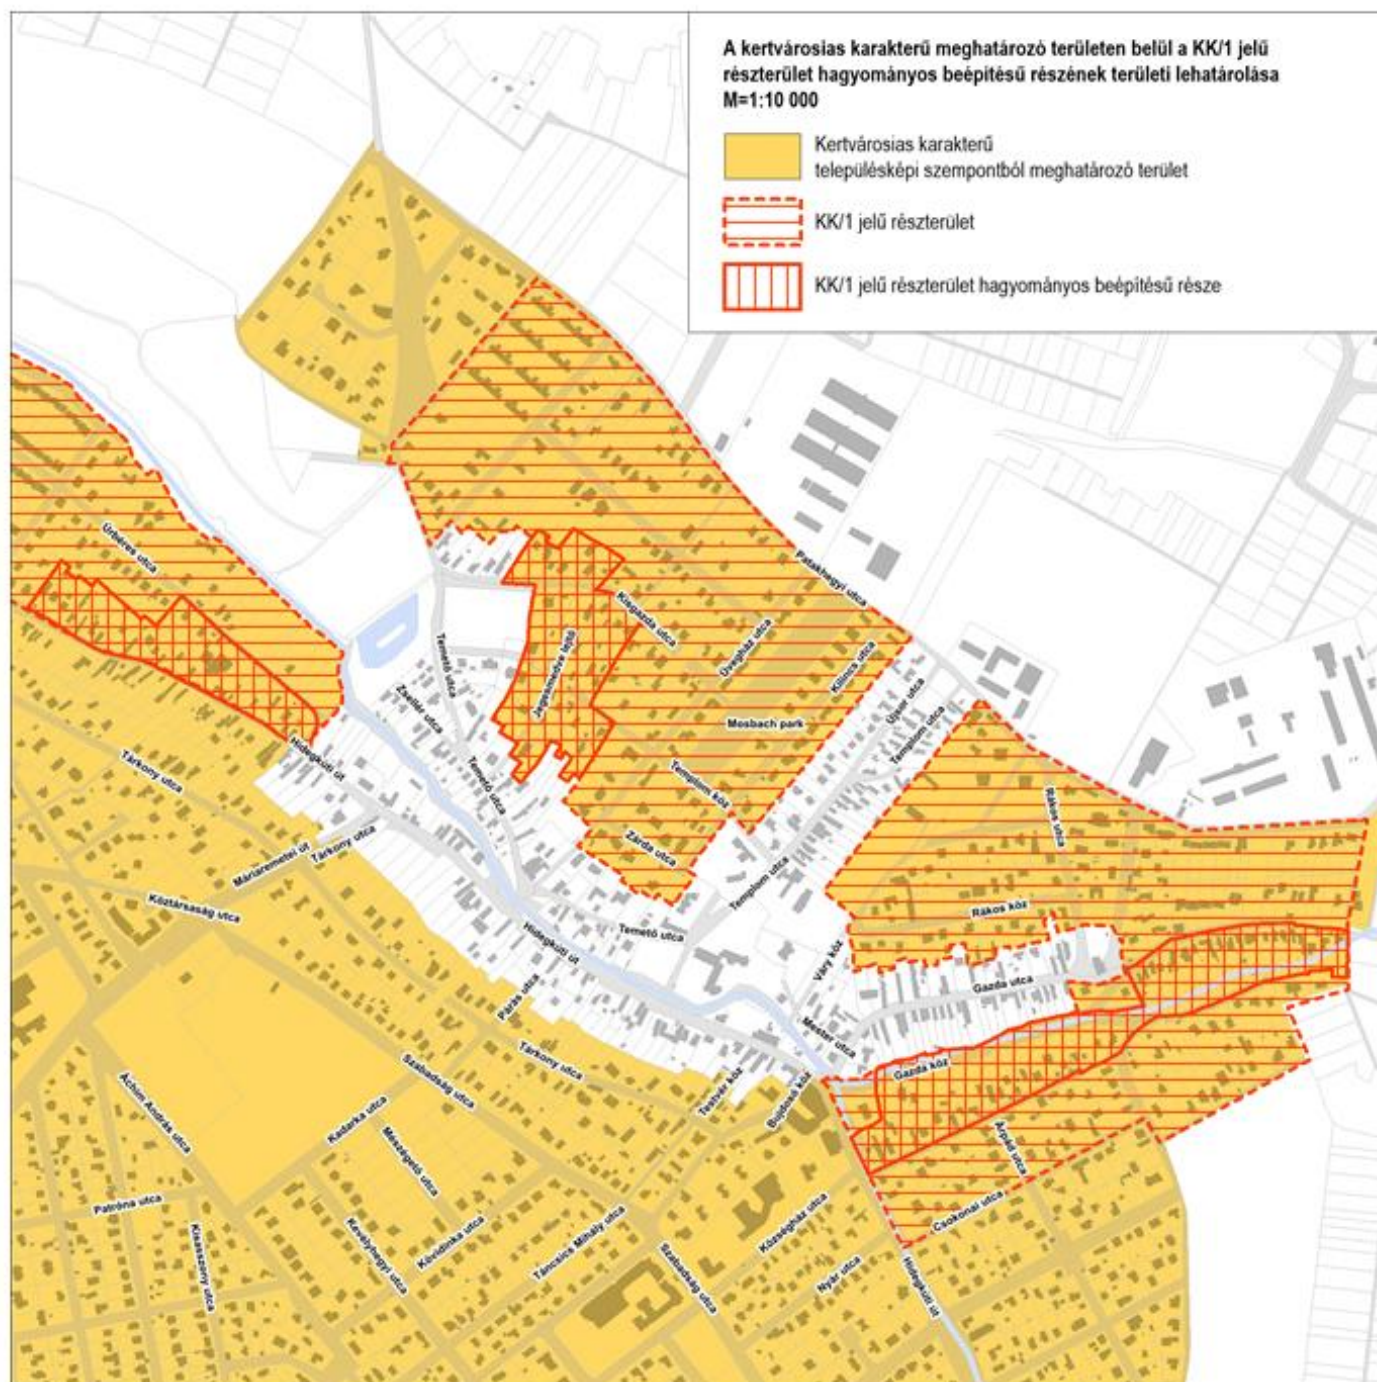 A kertvárosias karakterű meghatározó területen belül a KK/1 jelű
részterület hagyományos beépítésű részének területi lehatárolása
M=1:10 000
Kertvárosias karakterű
településképi szempontból meghatározó terület
KK/1 jelű részterület
KK/1 jelű részterület hagyományos beépítésű része
Úrbéres utca
Patakhegyi utca
Kisgazda utca
Üvegház utca
Kilincs utca
Jegesmedve lejtő
Temető utca
Zsellér utca
Mosbach park
Újsor utca
Templom utca
Hidegkúti út
Tárkony utca
Temető utca
Templom köz
Rákos utca
Zárda utca
Máriaremetei út
Tárkony utca
Templom utca
Köztársaság utca
Rákos köz
Temető utca
Hidegkúti út
Váry köz
Gazda utca
Páfrás utca
Mester utca
Tárkony utca
Gazda köz
Szabadság utca
Testvér köz
Bujdosó köz
Achim András utca
Kadarka utca
Mészégető utca
Árpád utca
Patróna utca
Kisasszony utca
Kevélyhegyi utca
Kövidinka utca
Táncsics Mihály utca
Községház utca
Csokonai utca
Szabadság utca
Nyár utca
Hidegkúti út